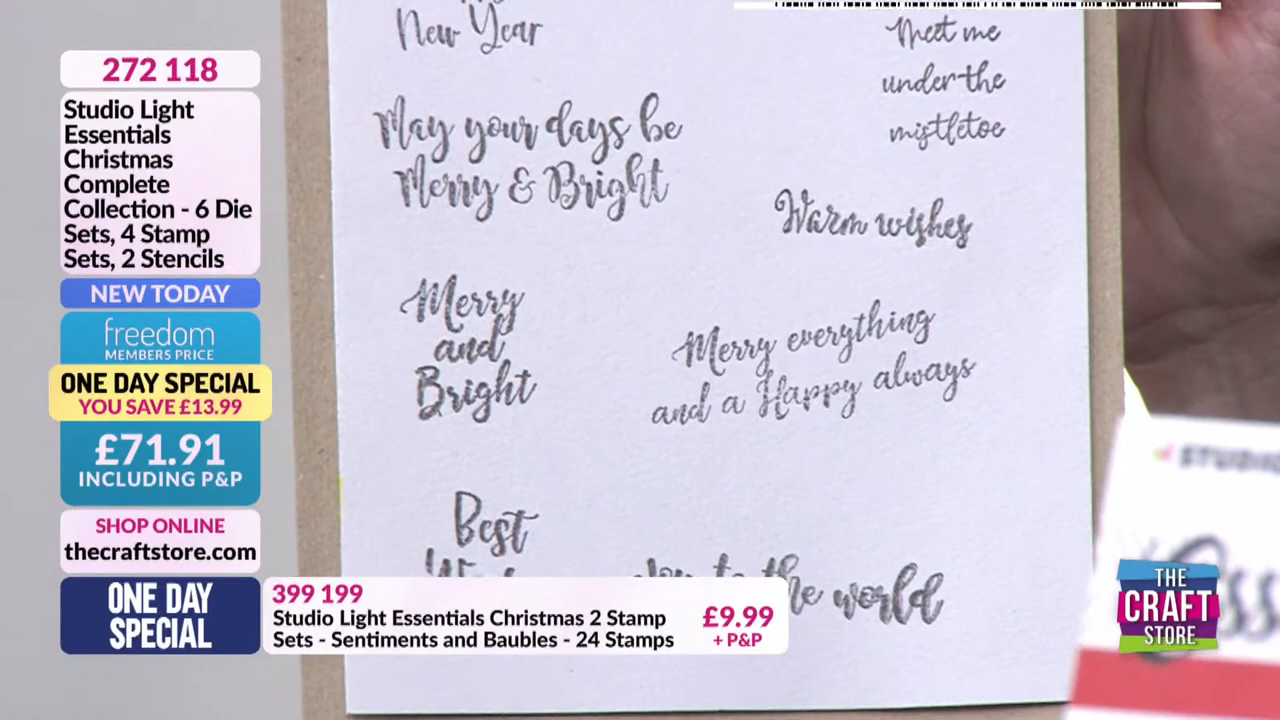 272 118
Studio Light
Essentials
Christmas
Complete
Collection - 6 Die
Sets, 4 Stamp
Sets, 2 Stencils
NEW TODAY
freedom
MEMBERS PRICE
ONE DAY SPECIAL
YOU SAVE £13.99
£71.91
INCLUDING P&P
SHOP ONLINE
thecraftstore.com
ONE DAY
SPECIAL
399 199
Studio Light Essentials Christmas 2 Stamp
Sets - Sentiments and Baubles - 24 Stamps
£9.99
+ P&P
New Year
May your days be
Merry & Bright
Merry
and
Bright
Best
Meet me
under the
mistletoe
Warm wishes
Merry everything
and a Happy always
to the world
STUDIO
THE
CRAFT
STORE